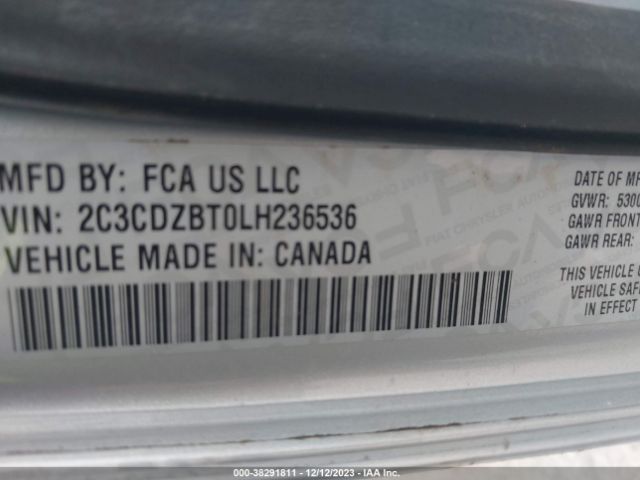 MFD BY: FCA US LLC
VIN: 2C3CDZBT0LH236536
VEHICLE MADE IN: CANADA
DATE OF MF
GVWR: 530
GAWR FRONT
GAWR REAR:
THIS VEHICLE
VEHICLE SAFE
IN EFFECT
000-38291811 - 12/12/2023 - IAA Inc.